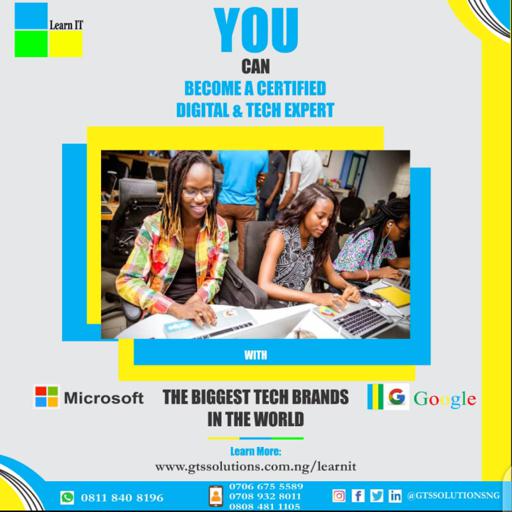 Learn IT
YOU
CAN
BECOME A CERTIFIED
DIGITAL & TECH EXPERT
WITH
Microsoft
THE BIGGEST TECH BRANDS
IN THE WORLD
G Google
Learn More:
www.gtssolutions.com.ng/learnit
0811 840 8196
0706 675 5589
0708 932 8011
0808 481 1105
@GTSSOLUTIONSNG